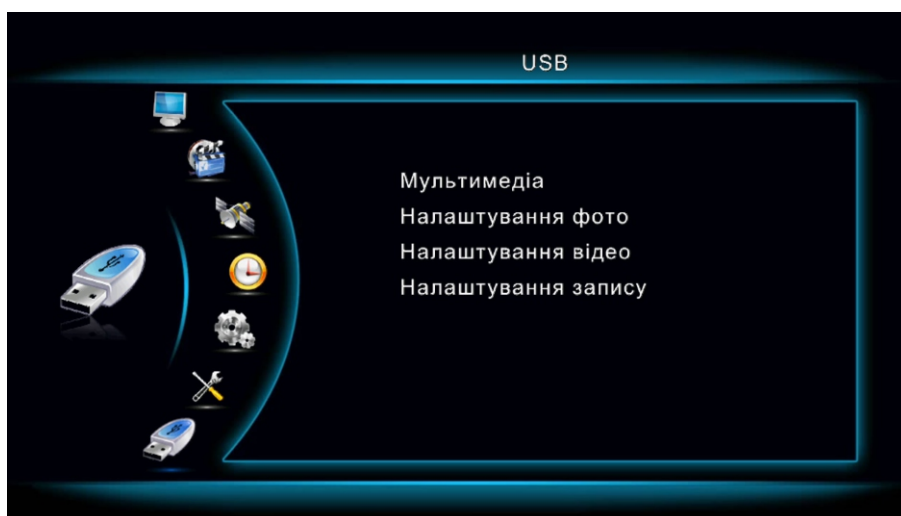 USB
Мультимедіа
Налаштування фото
Налаштування відео
Налаштування запису